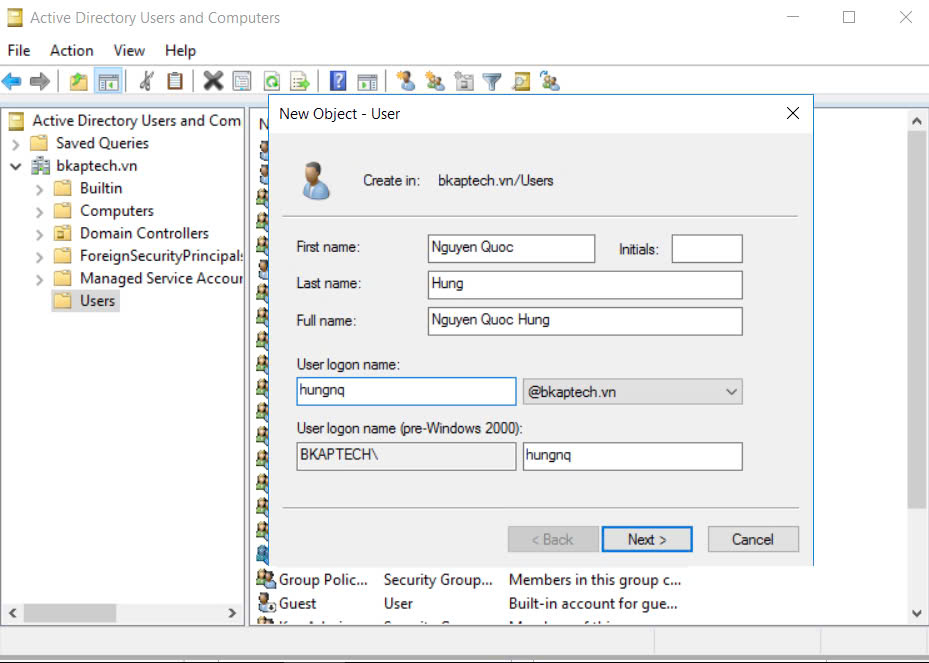 Active Directory Users and Computers
File Action View Help
Active Directory Users and Com
Saved Queries
bkaptech.vn
Builtin
Computers
Domain Controllers
ForeignSecurityPrincipals
Managed Service Accour
Users
N
New Object - User
Create in: bkaptech.vn/Users
First name: Nguyen Quoc Initials:
Last name: Hung
Full name: Nguyen Quoc Hung
User logon name:
hungnq @bkaptech.vn
User logon name (pre-Windows 2000):
BKAPTECH\ hungnq
< Back Next > Cancel
Group Polic... Security Group... Members in this group c...
Guest User Built-in account for gue...